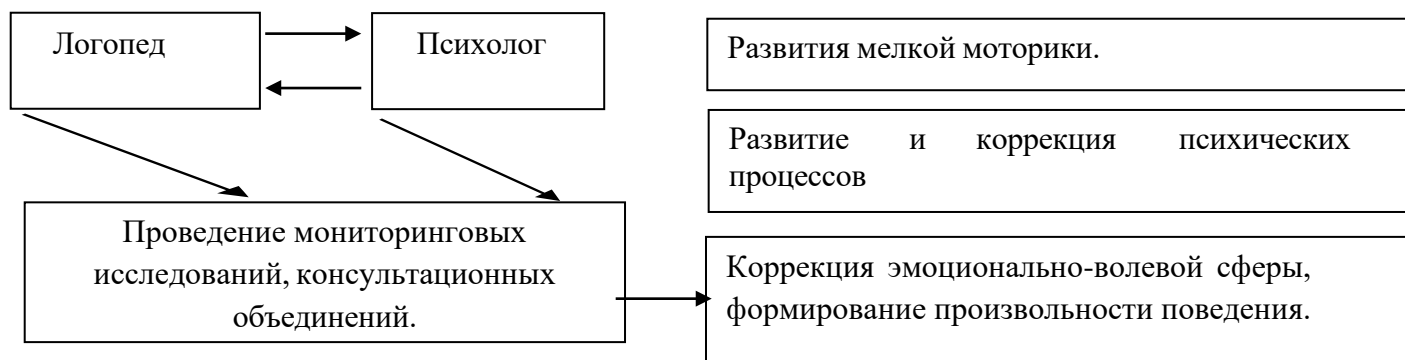 Логопед
Психолог
Развития мелкой моторики.
Развитие и коррекция психических
процессов
Проведение мониторинговых
исследований, консультационных
объединений.
Коррекция эмоционально-волевой сферы,
формирование произвольности поведения.